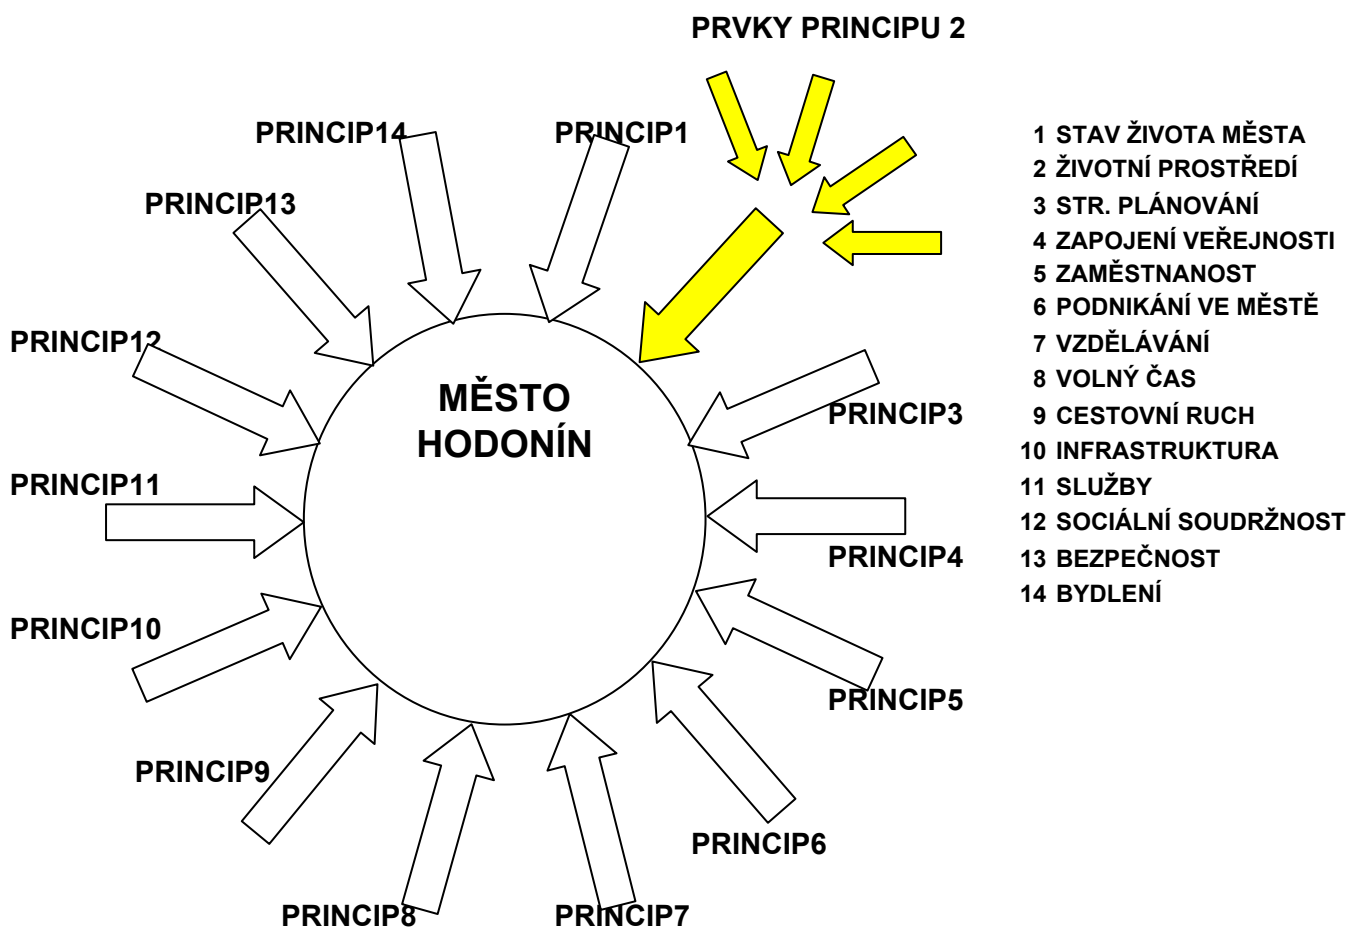 PRVKY PRINCIPU 2
PRINCIP14
PRINCIP1
PRINCIP13
PRINCIP12
PRINCIP3
PRINCIP11
PRINCIP4
PRINCIP10
PRINCIP5
PRINCIP9
PRINCIP6
PRINCIP8
PRINCIP7
MĚSTO
HODONÍN
1 STAV ŽIVOTA MĚSTA
2 ŽIVOTNÍ PROSTŘEDÍ
3 STR. PLÁNOVÁNÍ
4 ZAPOJENÍ VEŘEJNOSTI
5 ZAMĚSTNANOST
6 PODNIKÁNÍ VE MĚSTĚ
7 VZDĚLÁVÁNÍ
8 VOLNÝ ČAS
9 CESTOVNÍ RUCH
10 INFRASTRUKTURA
11 SLUŽBY
12 SOCIÁLNÍ SOUDRŽNOST
13 BEZPEČNOST
14 BYDLENÍ